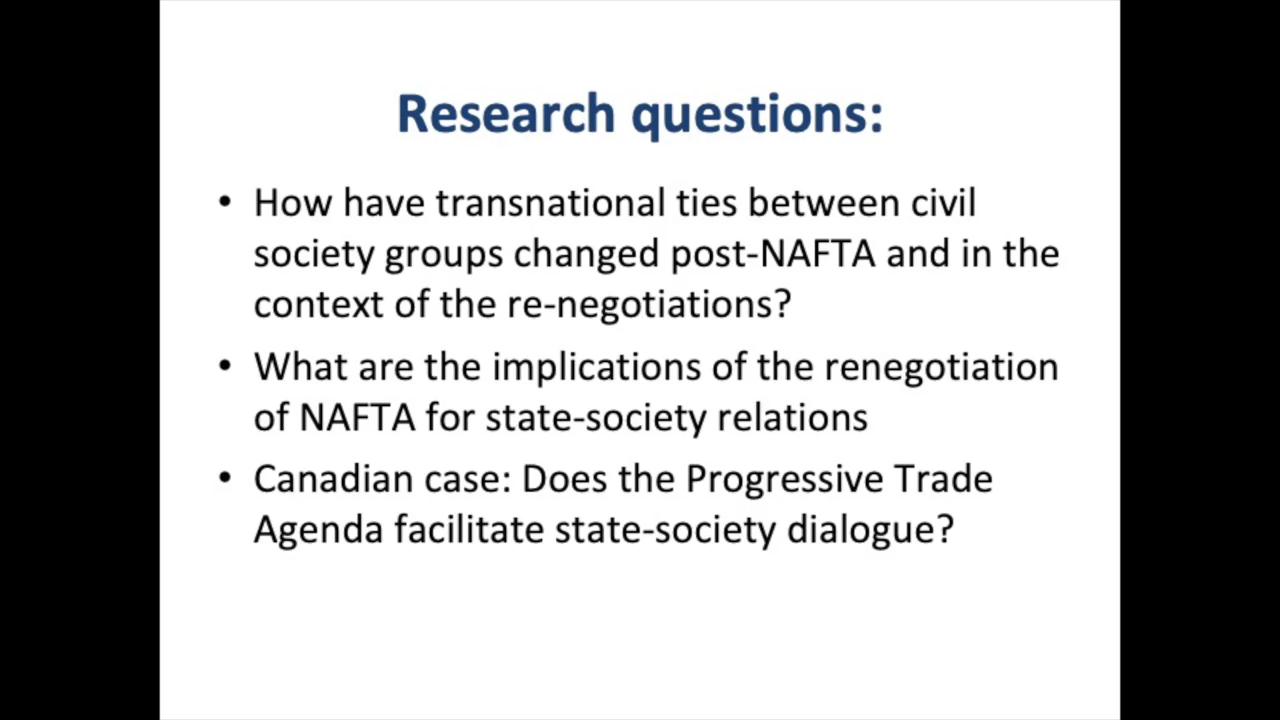 Research questions:
• How have transnational ties between civil
society groups changed post-NAFTA and in the
context of the re-negotiations?
• What are the implications of the renegotiation
of NAFTA for state-society relations
• Canadian case: Does the Progressive Trade
Agenda facilitate state-society dialogue?